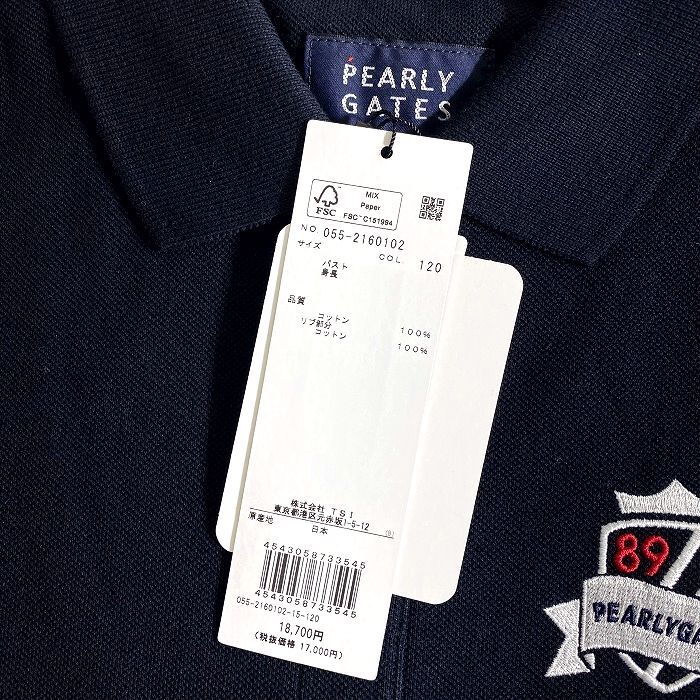 PEARLY
GATES
FSC
MIX
Paper
FSC™ C151994
NO. 055-2160102
サイズ
COL. 120
バスト
身長
品質
コットン 100%
リブ部分
コットン 100%
株式会社 TSI
東京都港区元赤坂1-5-12
(B)
原産地 日本
4543058733545
4543058733545
055-2160102-15-120
18,700円
(税抜価格 17,000円)
89
PEARLYGA